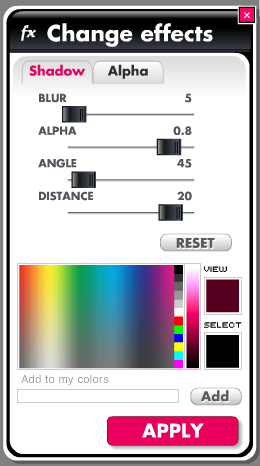 fx Change effects
Shadow Alpha
BLUR 5
ALPHA 0.8
ANGLE 45
DISTANCE 20
RESET
VIEW
SELECT
Add to my colors
Add
APPLY